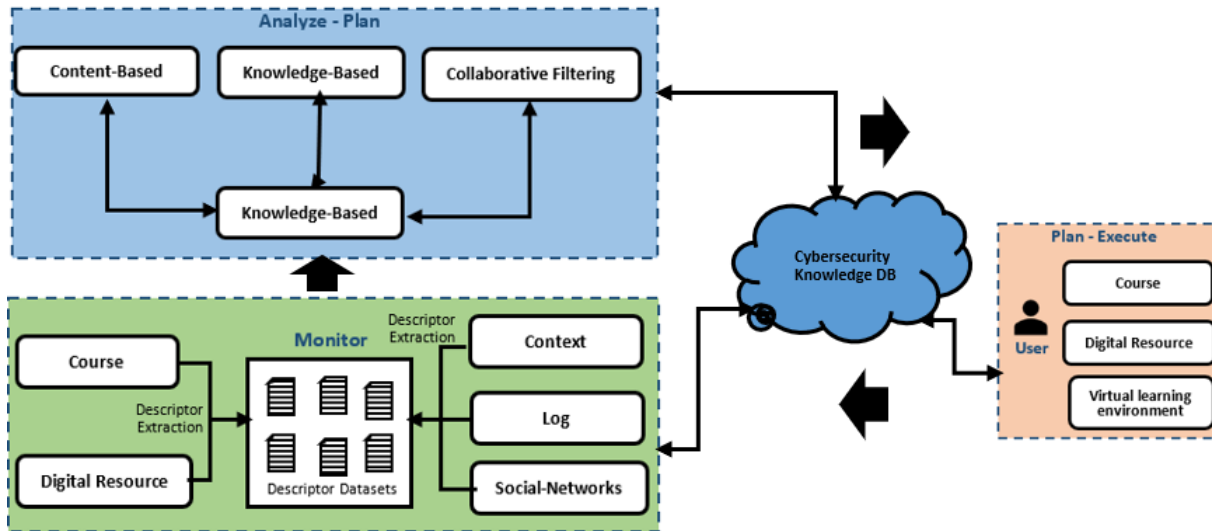 Analyze - Plan
Content-Based
Knowledge-Based
Collaborative Filtering
Knowledge-Based
Cybersecurity
Knowledge DB
Plan - Execute
User
Course
Digital Resource
Virtual learning
environment
Monitor
Course
Digital Resource
Descriptor
Extraction
Descriptor Datasets
Descriptor
Extraction
Context
Log
Social-Networks